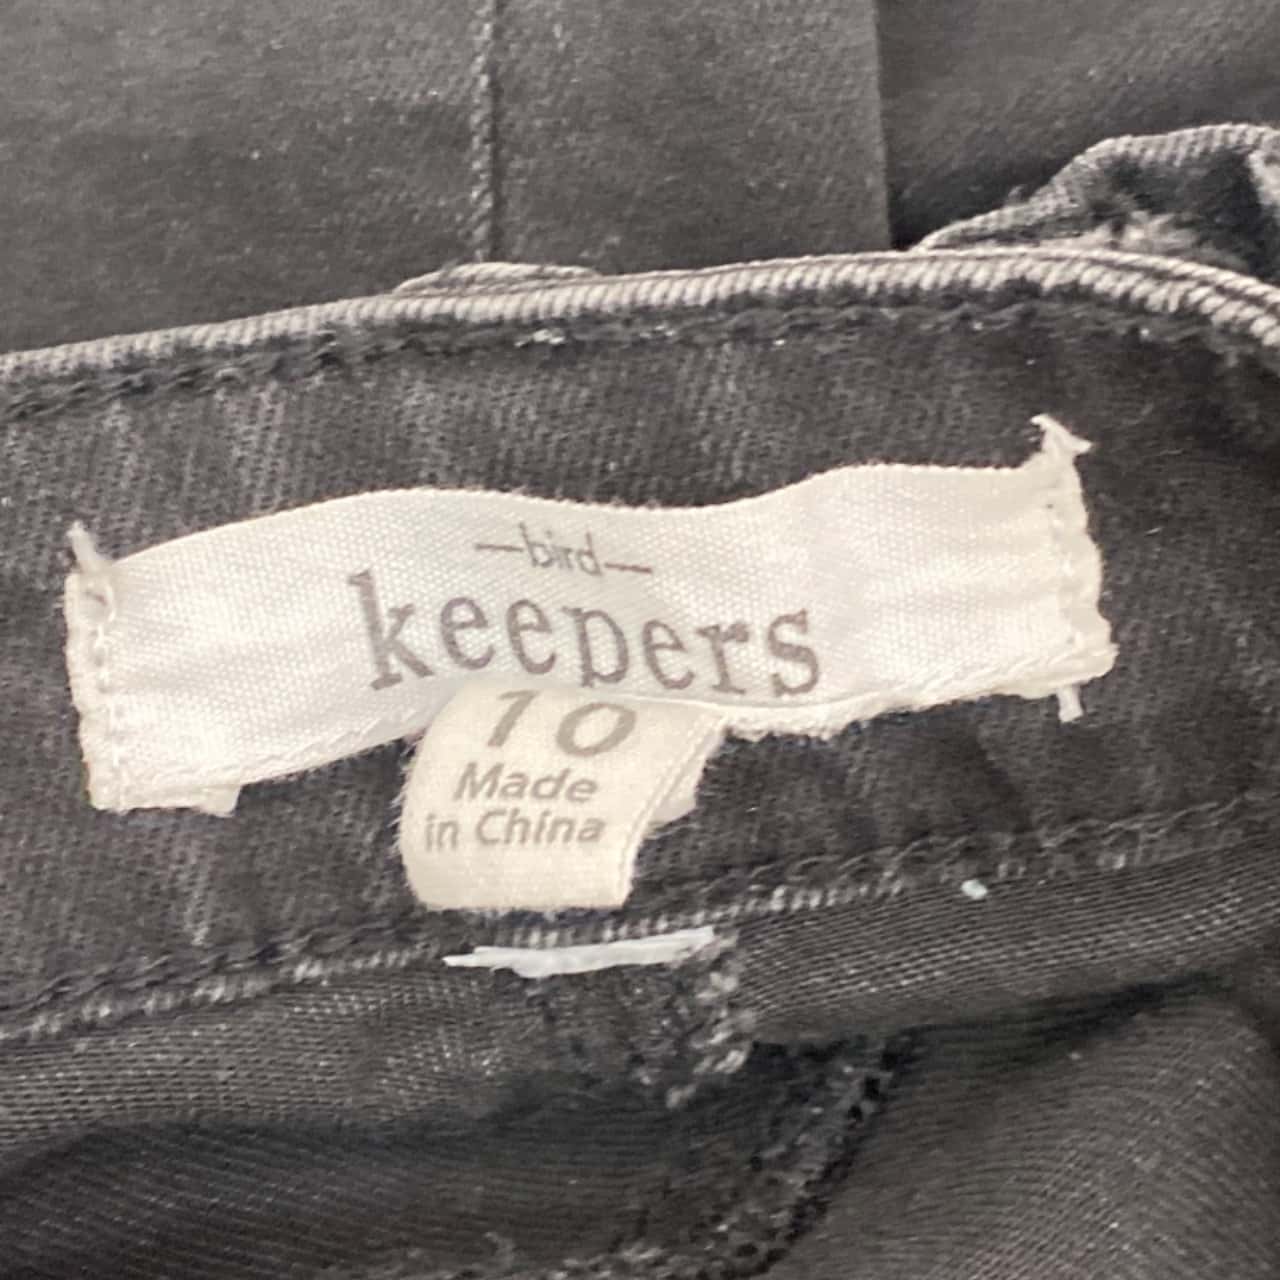 —bird—
keepers
10
Made
in China